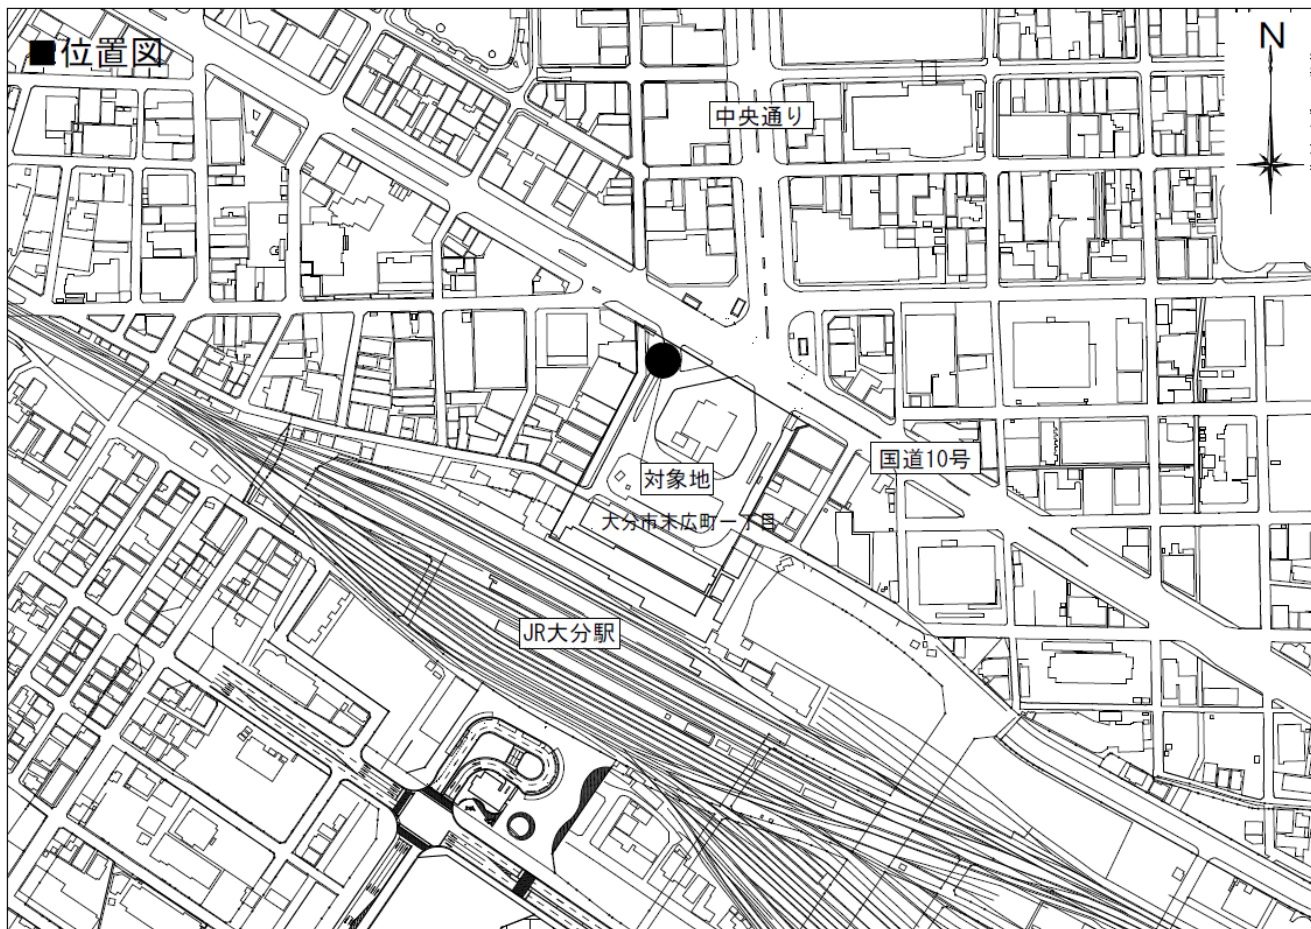 ■位置図
N
中央通り
国道10号
対象地
大分市末広町一丁目
JR大分駅